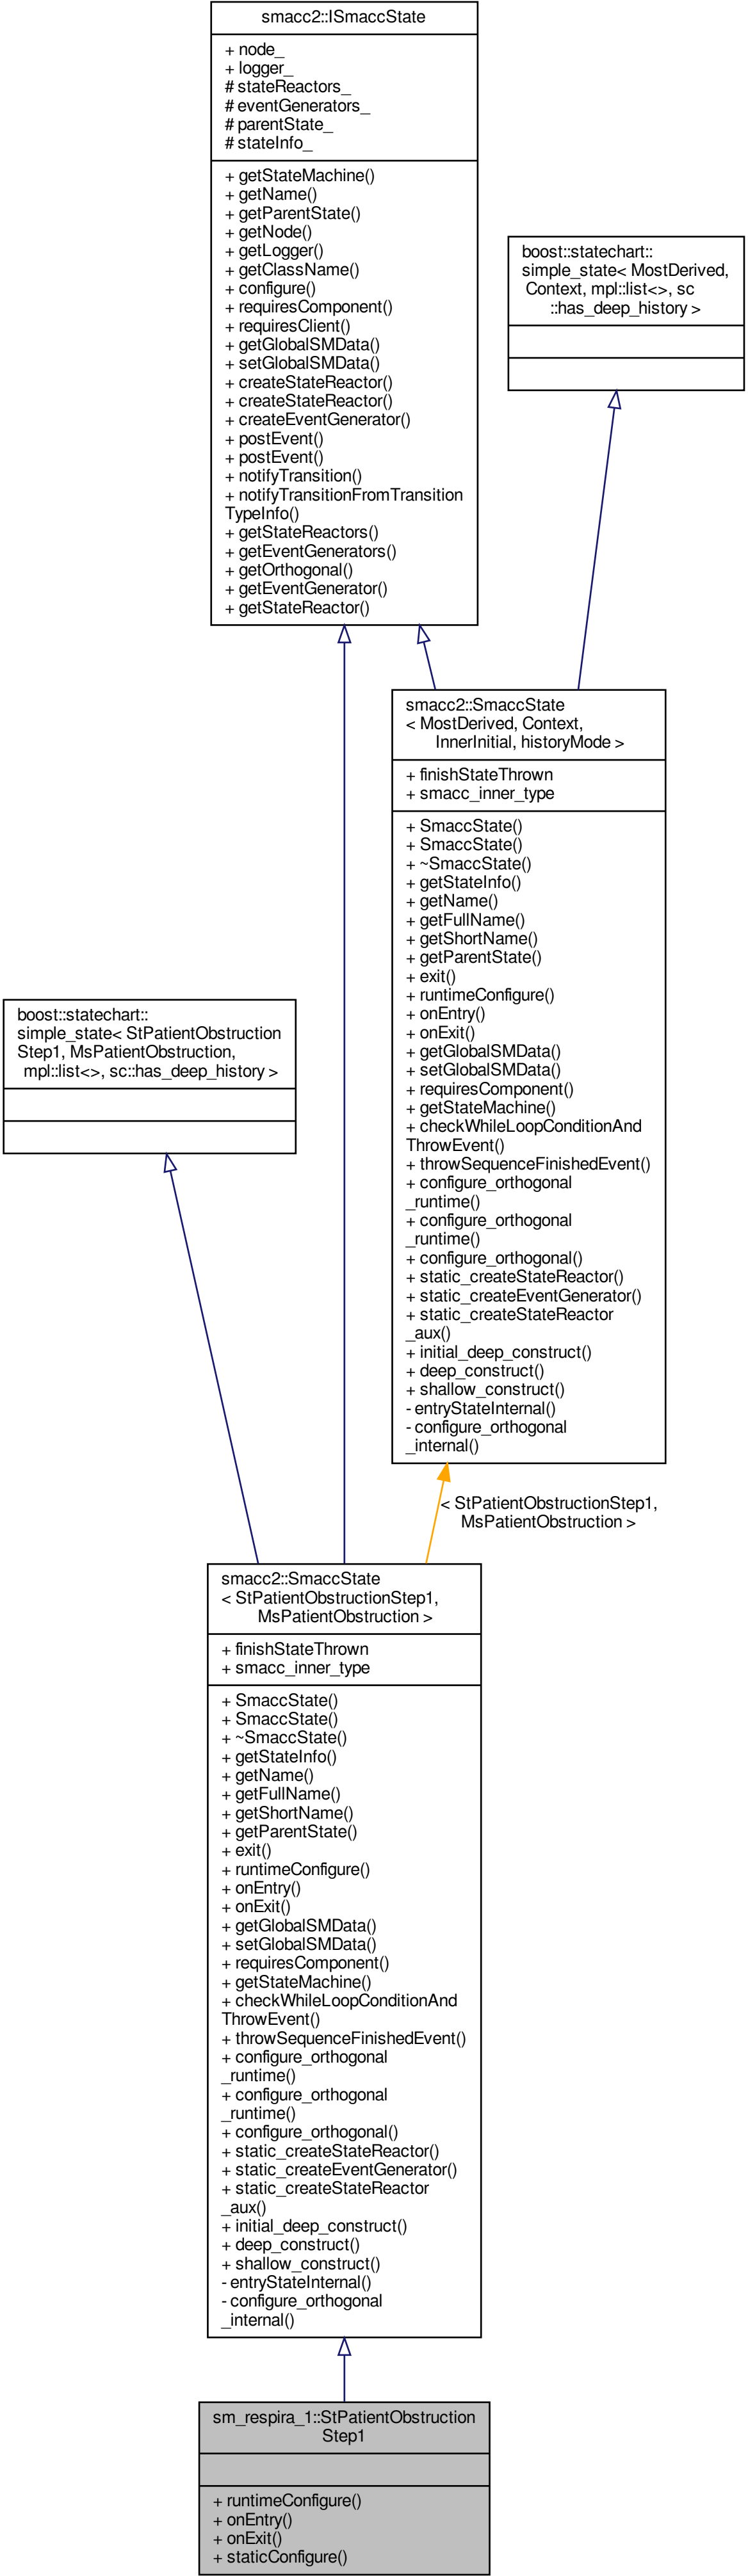 smacc2::ISmaccState
+ node_
+ logger_
# stateReactors_
# eventGenerators_
# parentState_
# stateInfo_
+ getStateMachine()
+ getName()
+ getParentState()
+ getNode()
+ getLogger()
+ getClassName()
+ configure()
+ requiresComponent()
+ requiresClient()
+ getGlobalSMData()
+ setGlobalSMData()
+ createStateReactor()
+ createStateReactor()
+ createEventGenerator()
+ postEvent()
+ postEvent()
+ notifyTransition()
+ notifyTransitionFromTransition
TypeInfo()
+ getStateReactors()
+ getEventGenerators()
+ getOrthogonal()
+ getEventGenerator()
+ getStateReactor()
boost::statechart::
simple_state< MostDerived,
Context, mpl::list<>, sc
::has_deep_history >
smacc2::SmaccState
< MostDerived, Context,
InnerInitial, historyMode >
+ finishStateThrown
+ smacc_inner_type
+ SmaccState()
+ SmaccState()
+ ~SmaccState()
+ getStateInfo()
+ getName()
+ getFullName()
+ getShortName()
+ getParentState()
+ exit()
+ runtimeConfigure()
+ onEntry()
+ onExit()
+ getGlobalSMData()
+ setGlobalSMData()
+ requiresComponent()
+ getStateMachine()
+ checkWhileLoopConditionAnd
ThrowEvent()
+ throwSequenceFinishedEvent()
+ configure_orthogonal
_runtime()
+ configure_orthogonal
_runtime()
+ configure_orthogonal()
+ static_createStateReactor()
+ static_createEventGenerator()
+ static_createStateReactor
_aux()
+ initial_deep_construct()
+ deep_construct()
+ shallow_construct()
- entryStateInternal()
- configure_orthogonal
_internal()
boost::statechart::
simple_state< StPatientObstruction
Step1, MsPatientObstruction,
mpl::list<>, sc::has_deep_history >
< StPatientObstructionStep1,
MsPatientObstruction >
smacc2::SmaccState
< StPatientObstructionStep1,
MsPatientObstruction >
+ finishStateThrown
+ smacc_inner_type
+ SmaccState()
+ SmaccState()
+ ~SmaccState()
+ getStateInfo()
+ getName()
+ getFullName()
+ getShortName()
+ getParentState()
+ exit()
+ runtimeConfigure()
+ onEntry()
+ onExit()
+ getGlobalSMData()
+ setGlobalSMData()
+ requiresComponent()
+ getStateMachine()
+ checkWhileLoopConditionAnd
ThrowEvent()
+ throwSequenceFinishedEvent()
+ configure_orthogonal
_runtime()
+ configure_orthogonal
_runtime()
+ configure_orthogonal()
+ static_createStateReactor()
+ static_createEventGenerator()
+ static_createStateReactor
_aux()
+ initial_deep_construct()
+ deep_construct()
+ shallow_construct()
- entryStateInternal()
- configure_orthogonal
_internal()
sm_respira_1::StPatientObstruction
Step1
+ runtimeConfigure()
+ onEntry()
+ onExit()
+ staticConfigure()